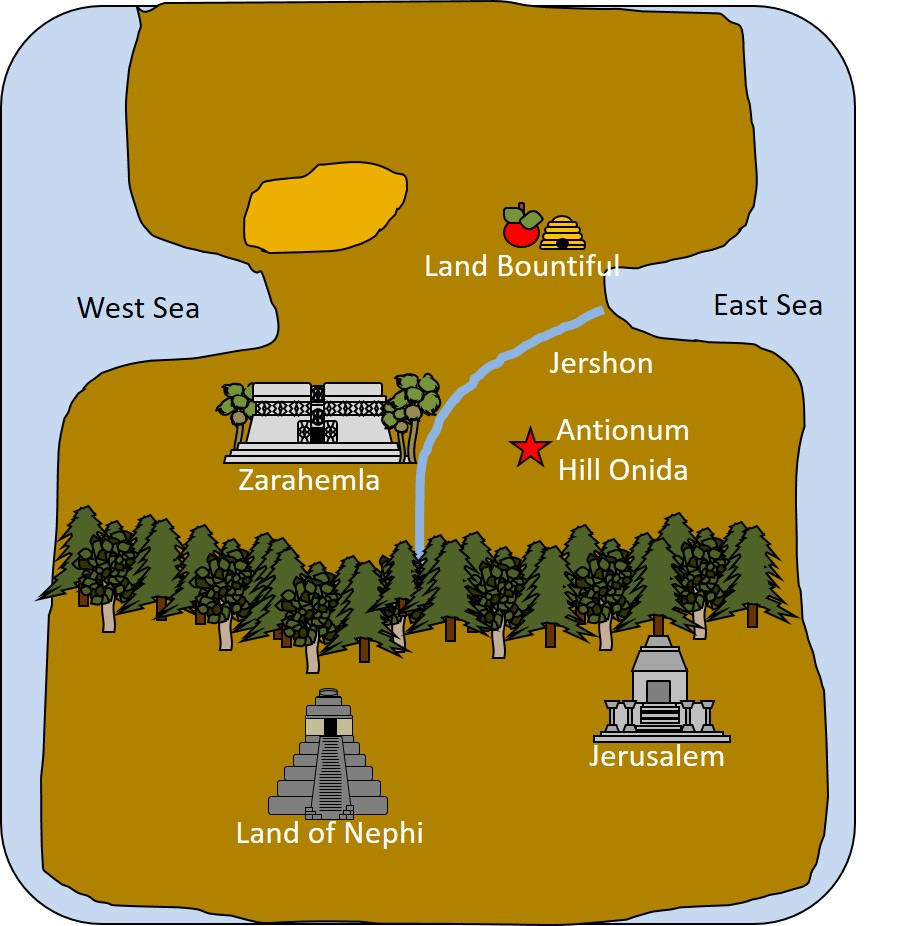 Land Bountiful
West Sea
East Sea
Jershon
Antionum
Hill Onida
Zarahemla
Jerusalem
Land of Nephi